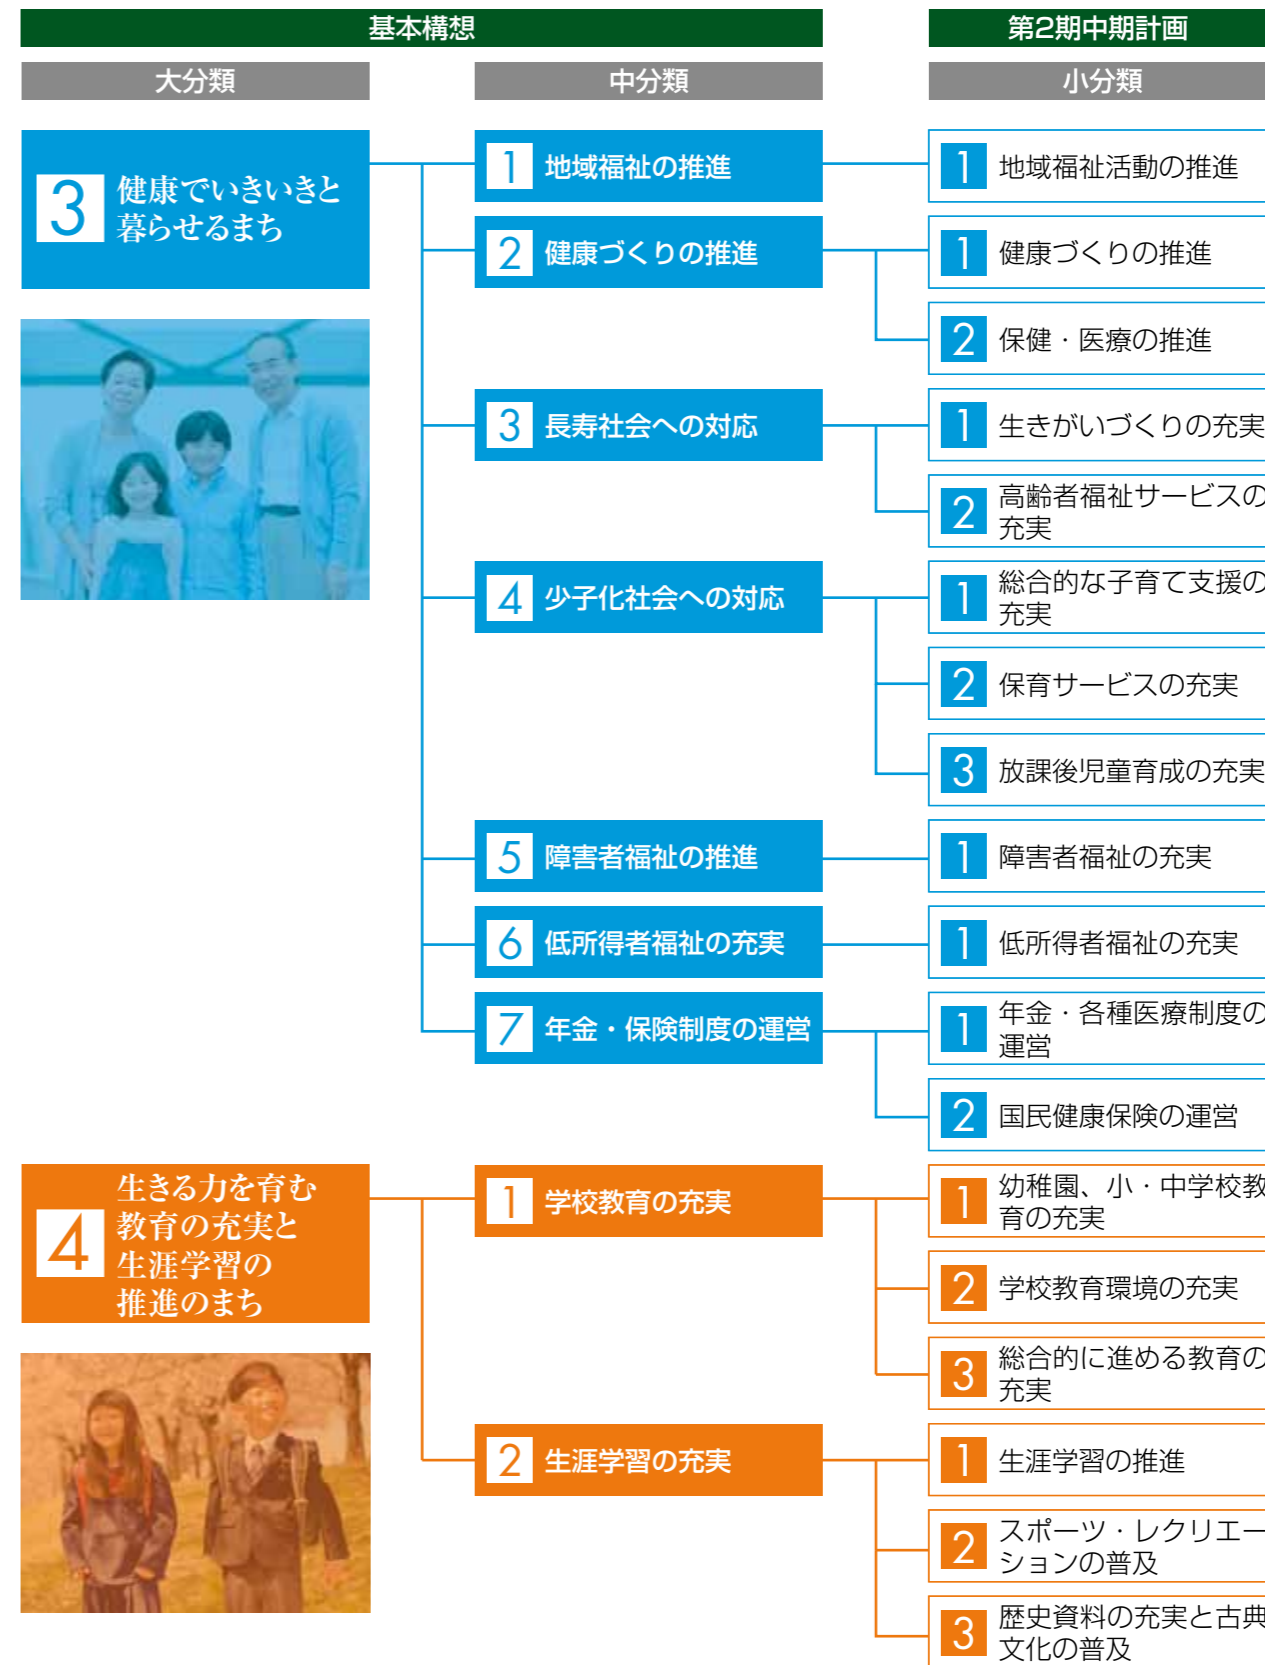 基本構想
第2期中期計画
大分類
中分類
小分類
3
健康でいきいきと
暮らせるまち
1 地域福祉の推進
1 地域福祉活動の推進
2 健康づくりの推進
1 健康づくりの推進
2 保健・医療の推進
3 長寿社会への対応
1 生きがいづくりの充実
2 高齢者福祉サービスの
充実
4 少子化社会への対応
1 総合的な子育て支援の
充実
2 保育サービスの充実
3 放課後児童育成の充実
5 障害者福祉の推進
1 障害者福祉の充実
6 低所得者福祉の充実
1 低所得者福祉の充実
7 年金・保険制度の運営
1 年金・各種医療制度の
運営
2 国民健康保険の運営
4
生きる力を育む
教育の充実と
生涯学習の
推進のまち
1 学校教育の充実
1 幼稚園、小・中学校教
育の充実
2 学校教育環境の充実
3 総合的に進める教育の
充実
2 生涯学習の充実
1 生涯学習の推進
2 スポーツ・レクリエー
ションの普及
3 歴史資料の充実と古典
文化の普及